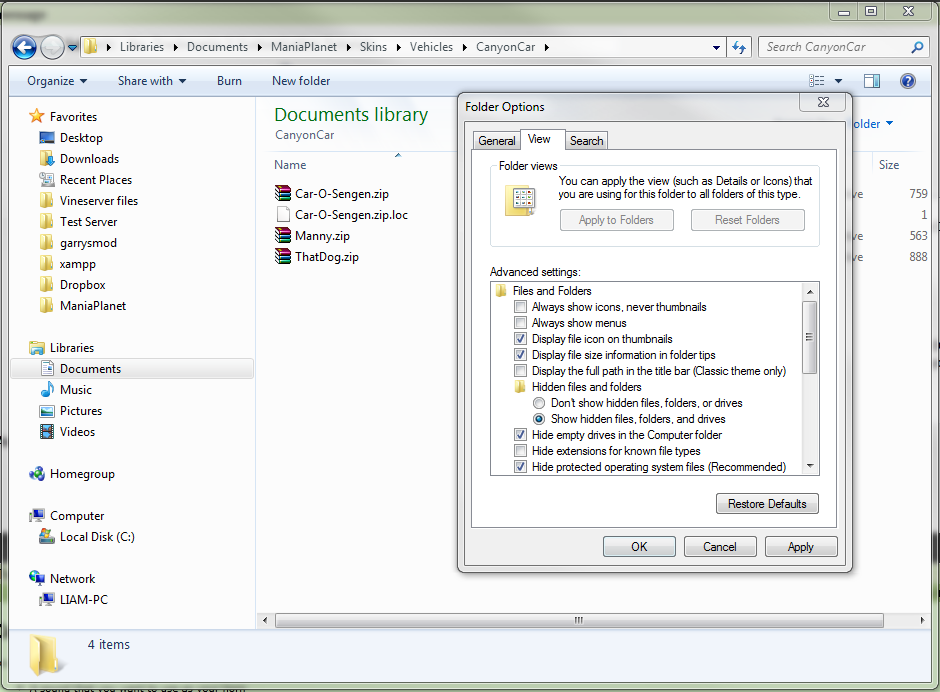 Libraries Documents ManiaPlanet Skins Vehicles CanyonCar
Search CanyonCar
Organize Share with Burn New folder
Favorites
Desktop
Downloads
Recent Places
Vineserver files
Test Server
garrysmod
xampp
Dropbox
ManiaPlanet
Libraries
Documents
Music
Pictures
Videos
Homegroup
Computer
Local Disk (C:)
Network
LIAM-PC
Documents library
CanyonCar
older
Name
Size
Car-O-Sengen.zip
ve 759
Car-O-Sengen.zip.loc
1
Manny.zip
ve 563
ThatDog.zip
ve 888
Folder Options
General View Search
Folder views
You can apply the view (such as Details or Icons) that
you are using for this folder to all folders of this type.
Apply to Folders Reset Folders
Advanced settings:
Files and Folders
Always show icons, never thumbnails
Always show menus
Display file icon on thumbnails
Display file size information in folder tips
Display the full path in the title bar (Classic theme only)
Hidden files and folders
Don't show hidden files, folders, or drives
Show hidden files, folders, and drives
Hide empty drives in the Computer folder
Hide extensions for known file types
Hide protected operating system files (Recommended)
Restore Defaults
OK Cancel Apply
4 items